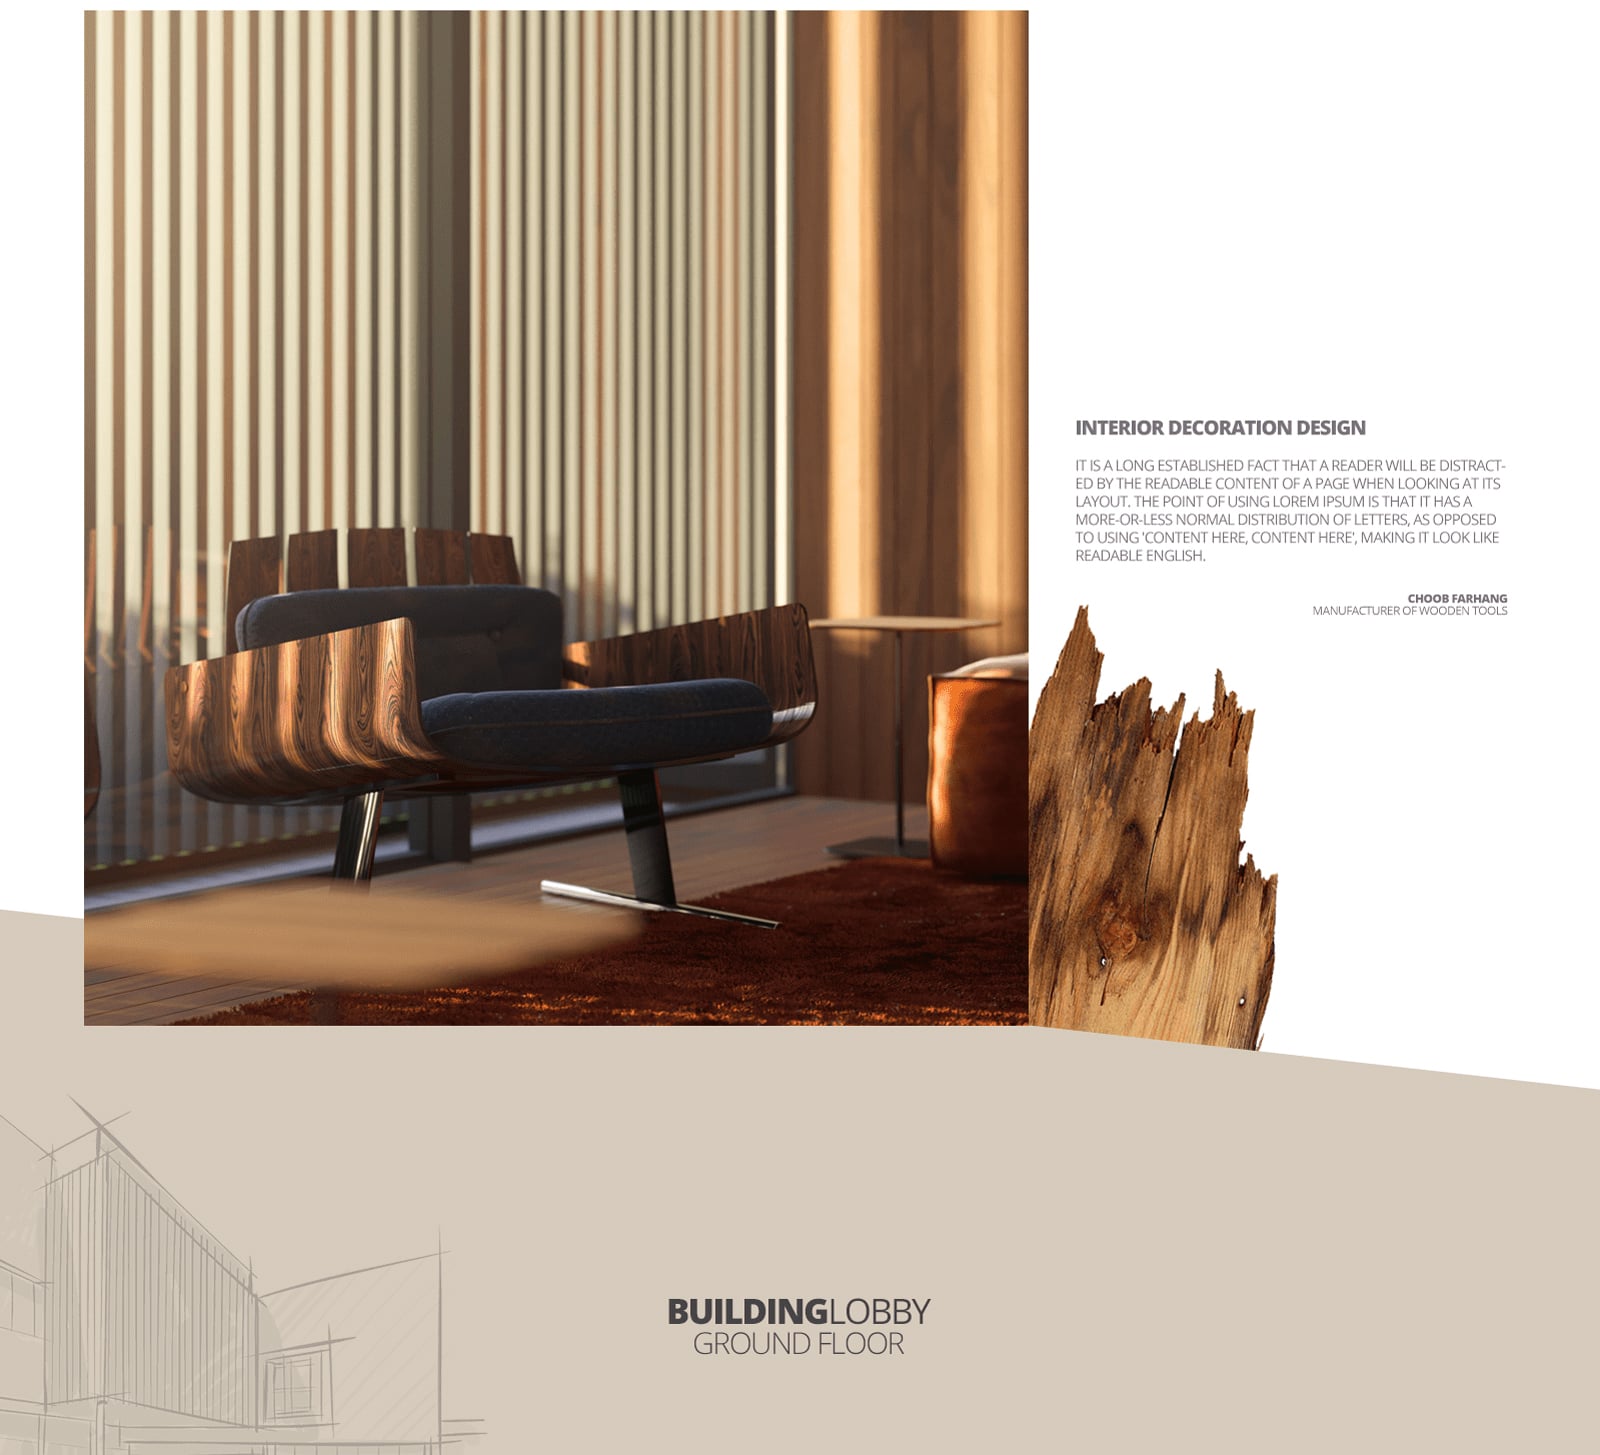 INTERIOR DECORATION DESIGN
IT IS A LONG ESTABLISHED FACT THAT A READER WILL BE DISTRACT-
ED BY THE READABLE CONTENT OF A PAGE WHEN LOOKING AT ITS
LAYOUT. THE POINT OF USING LOREM IPSUM IS THAT IT HAS A
MORE-OR-LESS NORMAL DISTRIBUTION OF LETTERS, AS OPPOSED
TO USING 'CONTENT HERE, CONTENT HERE', MAKING IT LOOK LIKE
READABLE ENGLISH.
CHOOB FARHANG
MANUFACTURER OF WOODEN TOOLS
BUILDINGLOBBY
GROUND FLOOR